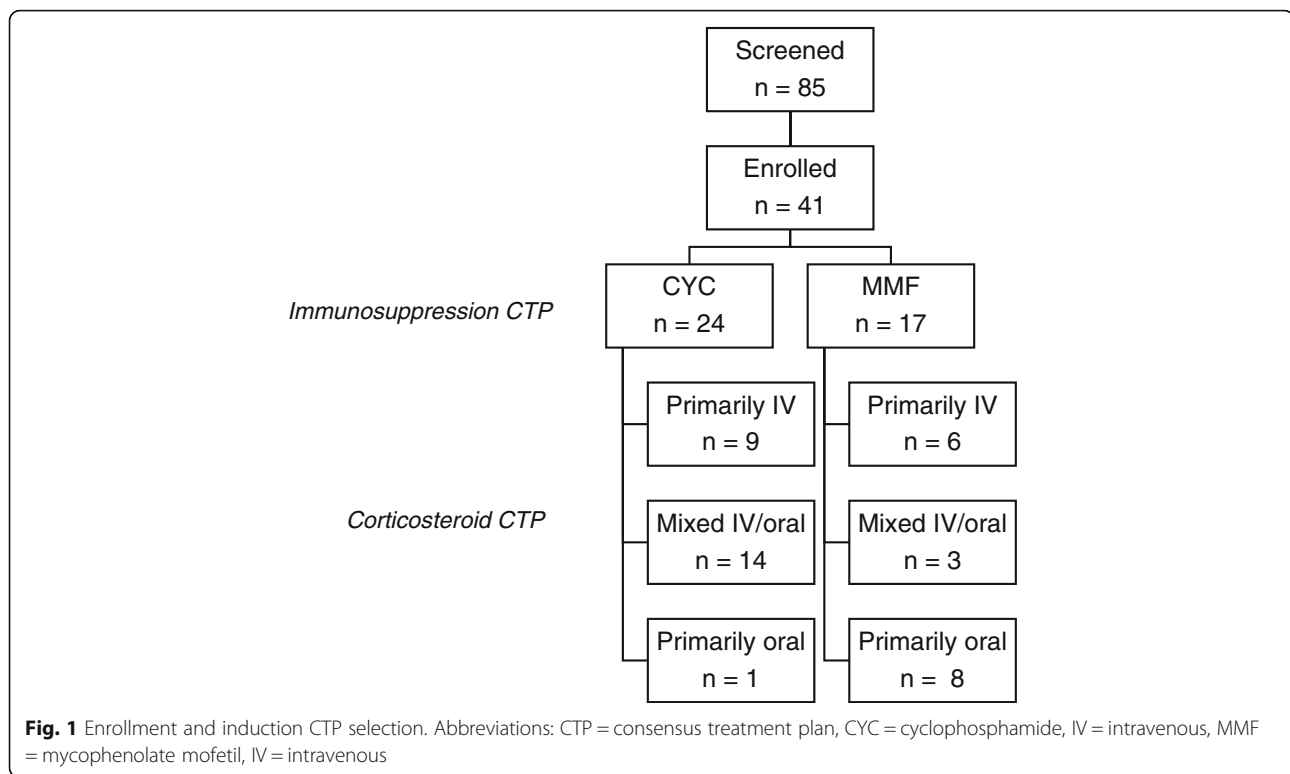 Screened
n = 85
Enrolled
n = 41
Immunosuppression CTP
CYC
n = 24
MMF
n = 17
Corticosteroid CTP
Primarily IV
n = 9
Primarily IV
n = 6
Mixed IV/oral
n = 14
Mixed IV/oral
n = 3
Primarily oral
n = 1
Primarily oral
n = 8
Fig. 1 Enrollment and induction CTP selection. Abbreviations: CTP = consensus treatment plan, CYC = cyclophosphamide, IV = intravenous, MMF
= mycophenolate mofetil, IV = intravenous